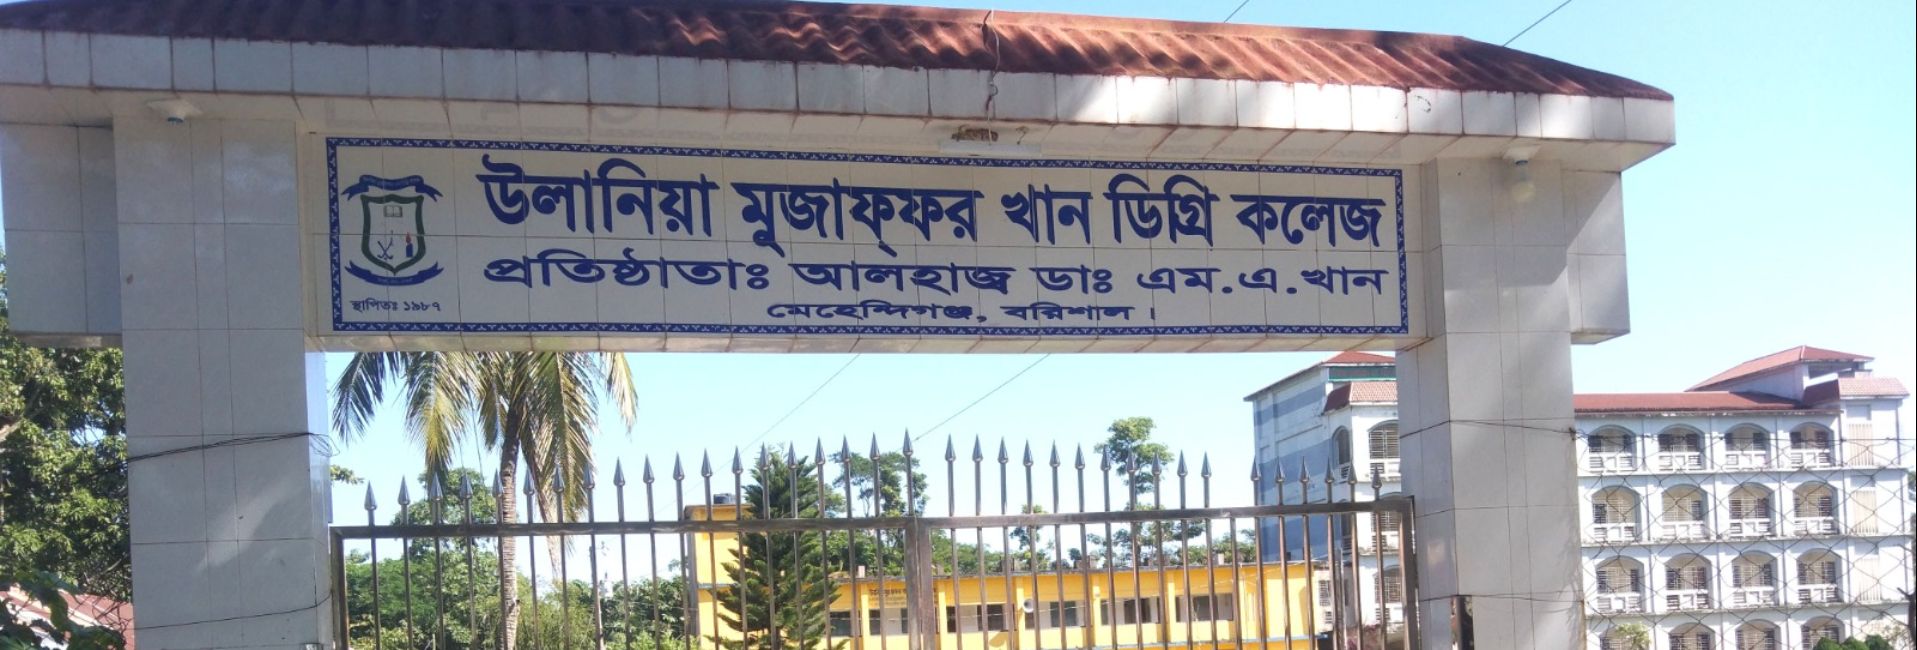 উলানিয়া মুজাফ্‌ফর খান ডিগ্রি কলেজ
প্রতিষ্ঠাতাঃ আলহাজ্ব ডাঃ এম.এ.খান
মেহেন্দিগঞ্জ, বরিশাল।
স্থাপিতঃ ১৯৮৭